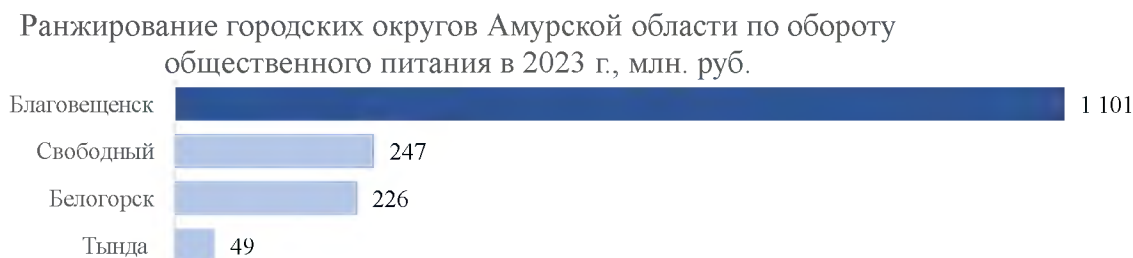 Ранжирование городских округов Амурской области по обороту
общественного питания в 2023 г., млн. руб.
Благовещенск 1 101
Свободный 247
Белогорск 226
Тында 49